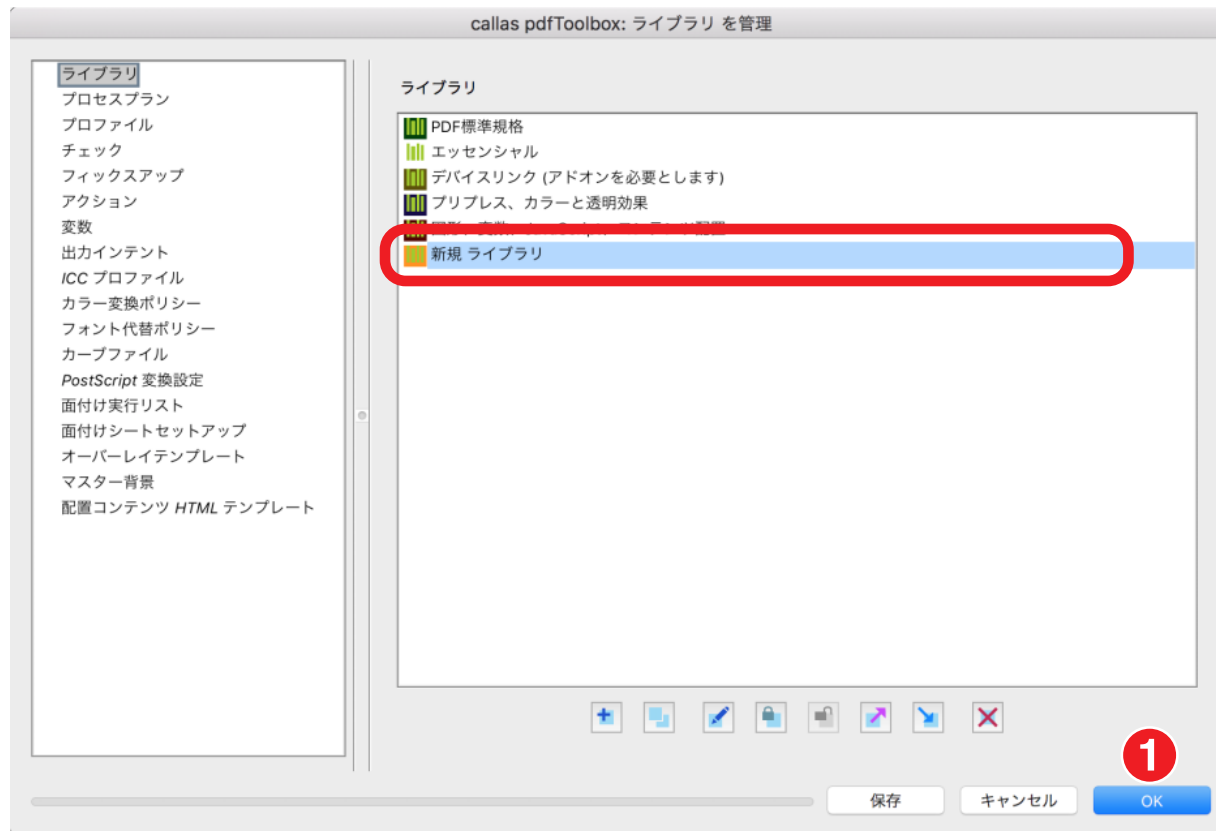 callas pdfToolbox: ライブラリ を管理
ライブラリ
プロセスプラン
プロファイル
チェック
フィックスアップ
アクション
変数
出力インテント
ICC プロファイル
カラー変換ポリシー
フォント代替ポリシー
カーブファイル
PostScript 変換設定
面付け実行リスト
面付けシートセットアップ
オーバーレイテンプレート
マスター背景
配置コンテンツ HTML テンプレート
ライブラリ
PDF標準規格
エッセンシャル
デバイスリンク (アドオンを必要とします)
プリプレス、カラーと透明効果
新規 ライブラリ
1
保存
キャンセル
OK